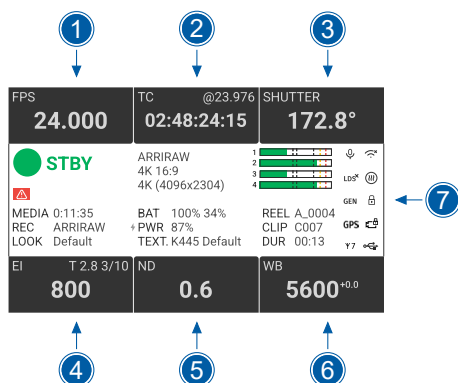 1 2 3
FPS TC @23.976 SHUTTER
24.000 02:48:24:15 172.8°
STBY
ARRIRAW
4K 16:9
4K (4096x2304)
1
2
3
4
LDS
GEN
GPS
7
7
MEDIA 0:11:35 BAT 100% 34% REEL A_0004
REC ARRIRAW PWR 87% CLIP C007
LOOK Default TEXT. K445 Default DUR 00:13
EI T 2.8 3/10 ND WB
800 0.6 5600+0.0
4 5 6